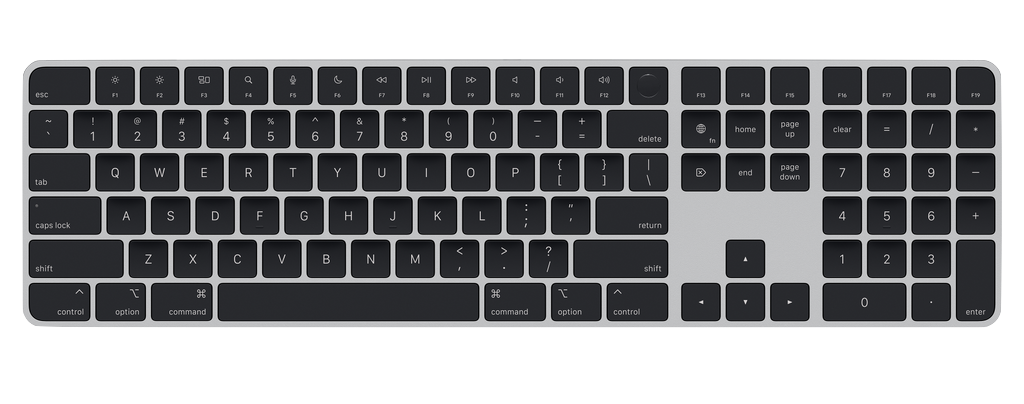 esc F1 F2 F3 F4 F5 F6 F7 F8 F9 F10 F11 F12 F13 F14 F15 F16 F17 F18 F19
~ ` ! 1 @ 2 # 3 $ 4 % 5 ^ 6 & 7 * 8 ( 9 ) 0 — - + = delete fn home page up clear = / *
tab Q W E R T Y U I O P { [ } ] | \ end page down 7 8 9 −
caps lock A S D F G H J K L : ; " ' return 4 5 6 +
shift Z X C V B N M < , > . ? / shift 1 2 3
control option ⌘ command ⌘ command option control 0 . enter